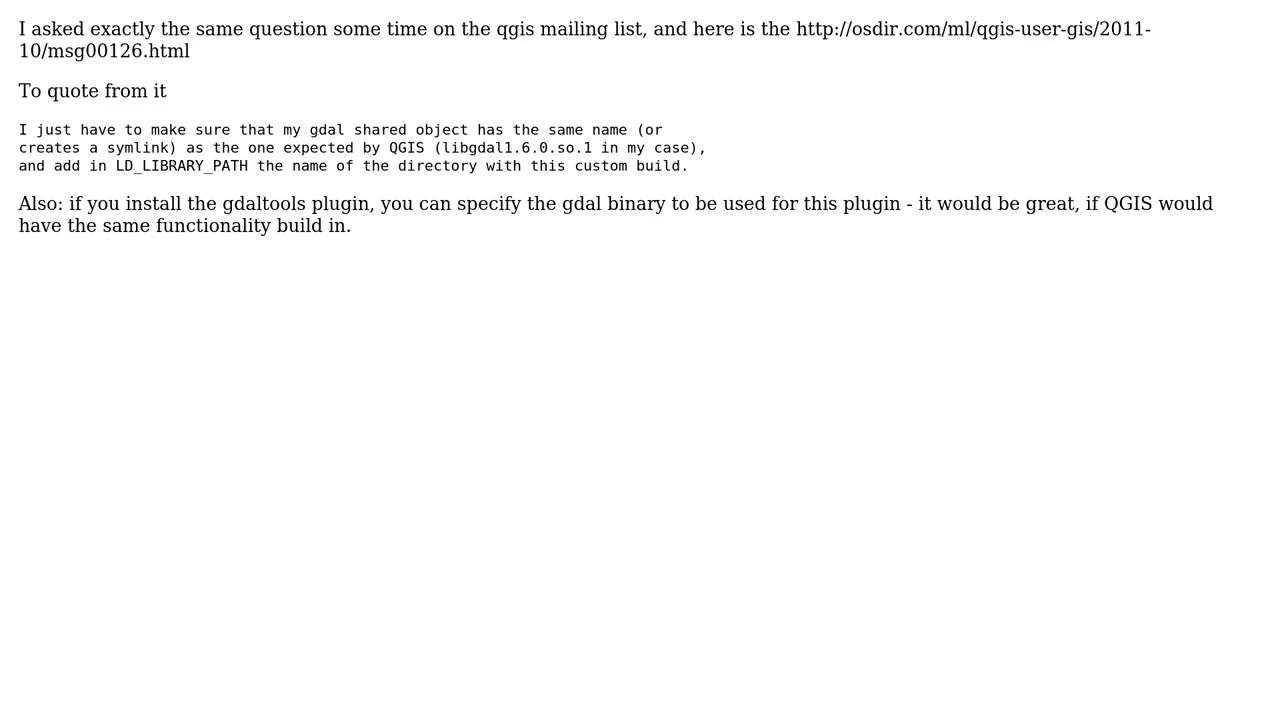 I asked exactly the same question some time on the qgis mailing list, and here is the http://osdir.com/ml/qgis-user-gis/2011-
10/msg00126.html
To quote from it
I just have to make sure that my gdal shared object has the same name (or
creates a symlink) as the one expected by QGIS (libgdal1.6.0.so.1 in my case),
and add in LD_LIBRARY_PATH the name of the directory with this custom build.
Also: if you install the gdaltools plugin, you can specify the gdal binary to be used for this plugin - it would be great, if QGIS would
have the same functionality build in.